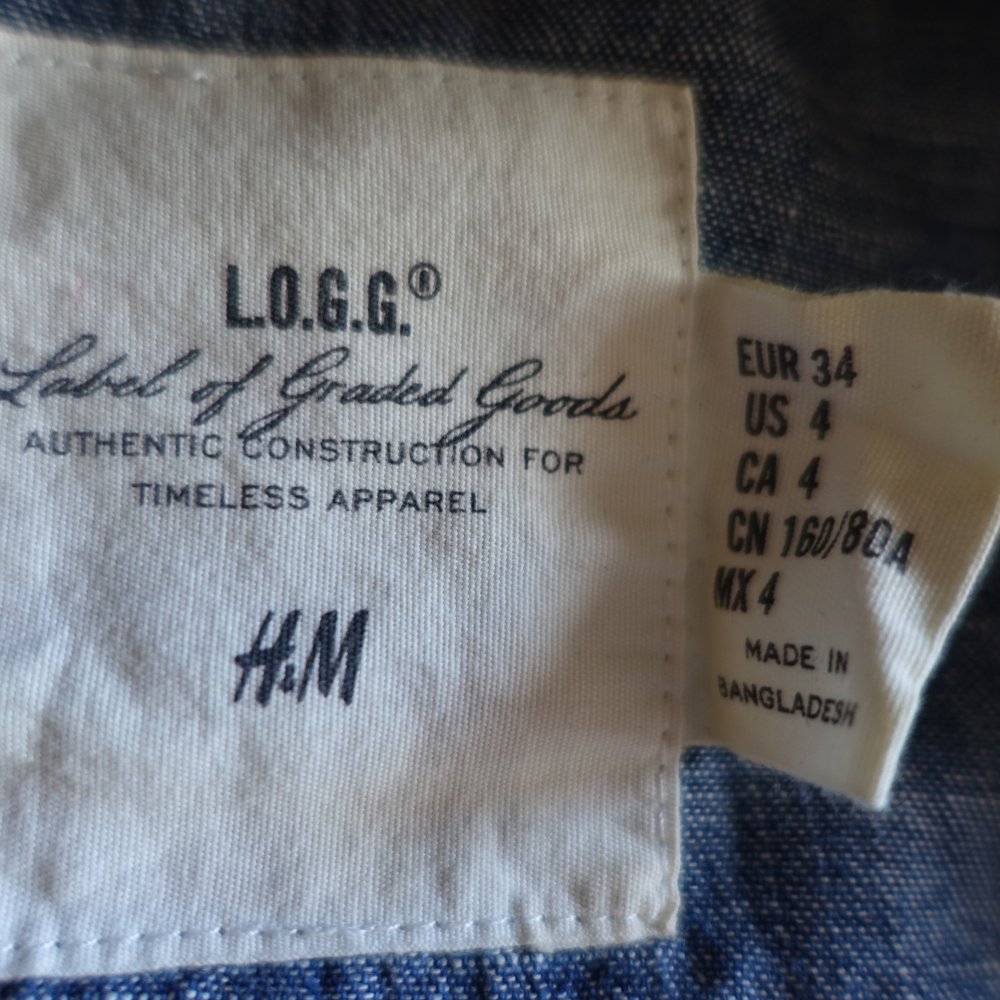 L.O.G.G.®
Label of Graded Goods
AUTHENTIC CONSTRUCTION FOR
TIMELESS APPAREL
H&M
EUR 34
US 4
CA 4
CN 160/80A
MX 4
MADE IN
BANGLADESH